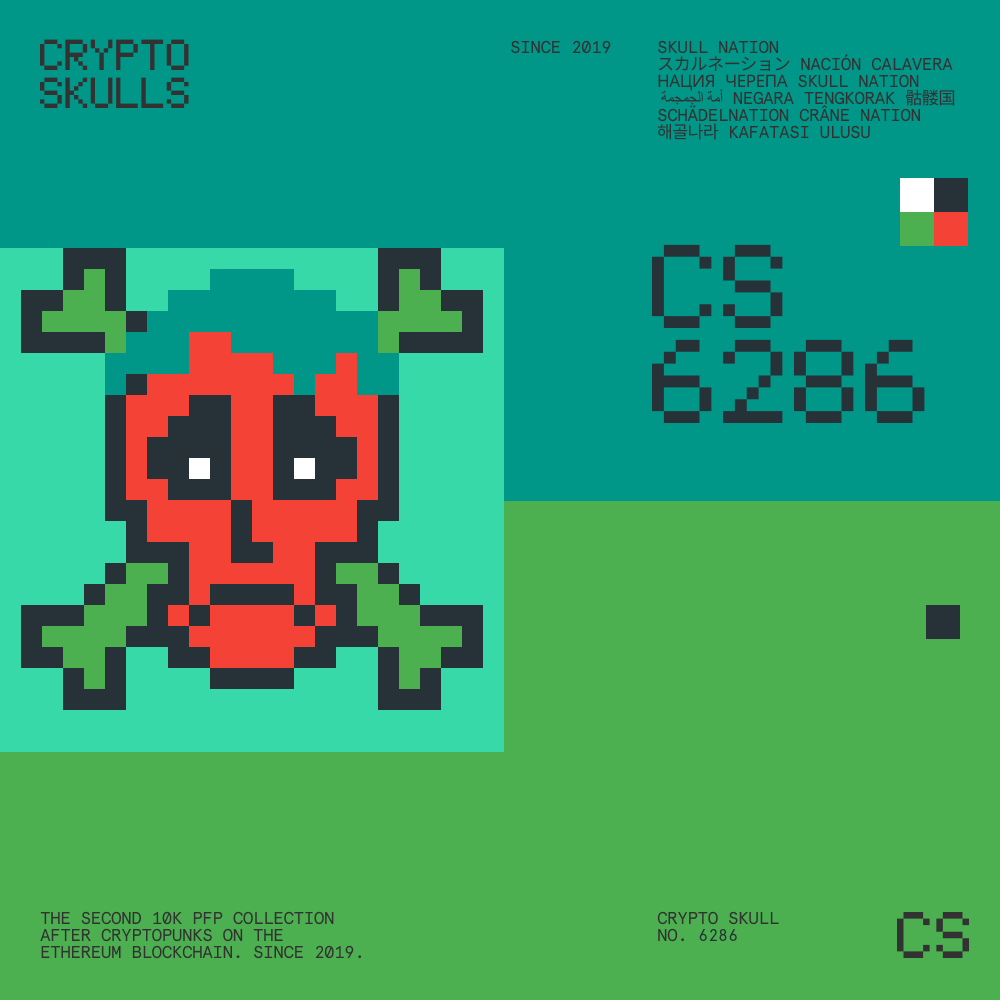 CRYPTO
SKULLS
SINCE 2019
SKULL NATION
スカルネーション NACIÓN CALAVERA
НАЦИЯ ЧЕРЕПА SKULL NATION
أمة الجمجمة NEGARA TENGKORAK 骷髅国
SCHÄDELNATION CRÂNE NATION
해골나라 KAFATASI ULUSU
CS
6286
THE SECOND 10K PFP COLLECTION
AFTER CRYPTOPUNKS ON THE
ETHEREUM BLOCKCHAIN. SINCE 2019.
CRYPTO SKULL
NO. 6286
CS